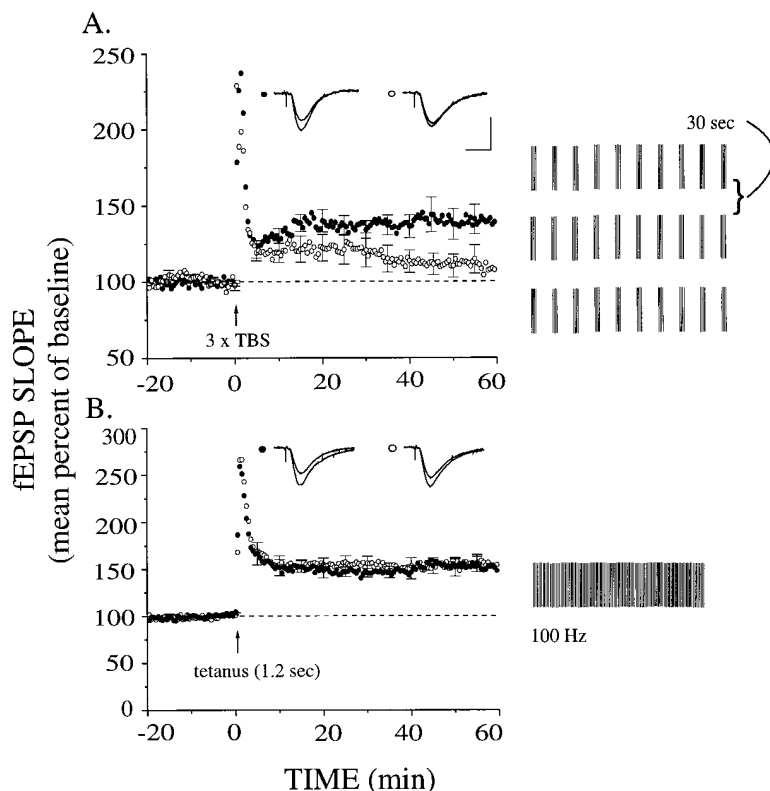 A.
250
200
150
100
50
-20
0
20
40
60
3 x TBS
30 sec
}
B.
300
250
200
150
100
50
0
-20
0
20
40
60
tetanus (1.2 sec)
100 Hz
fEPSP SLOPE
(mean percent of baseline)
TIME (min)